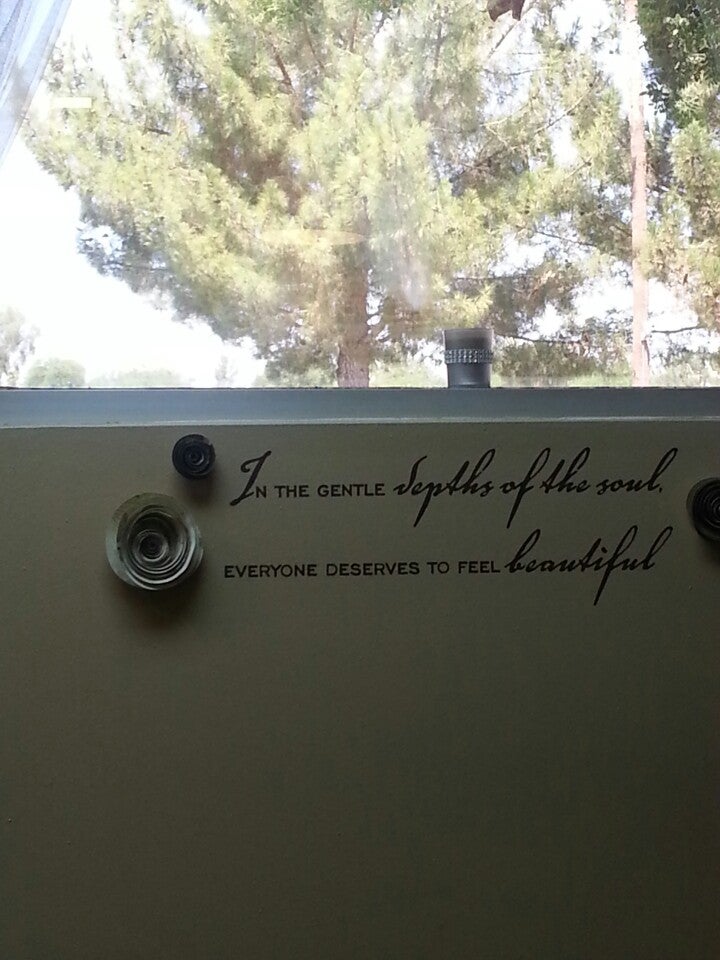 In the gentle depths of the soul,
everyone deserves to feel beautiful